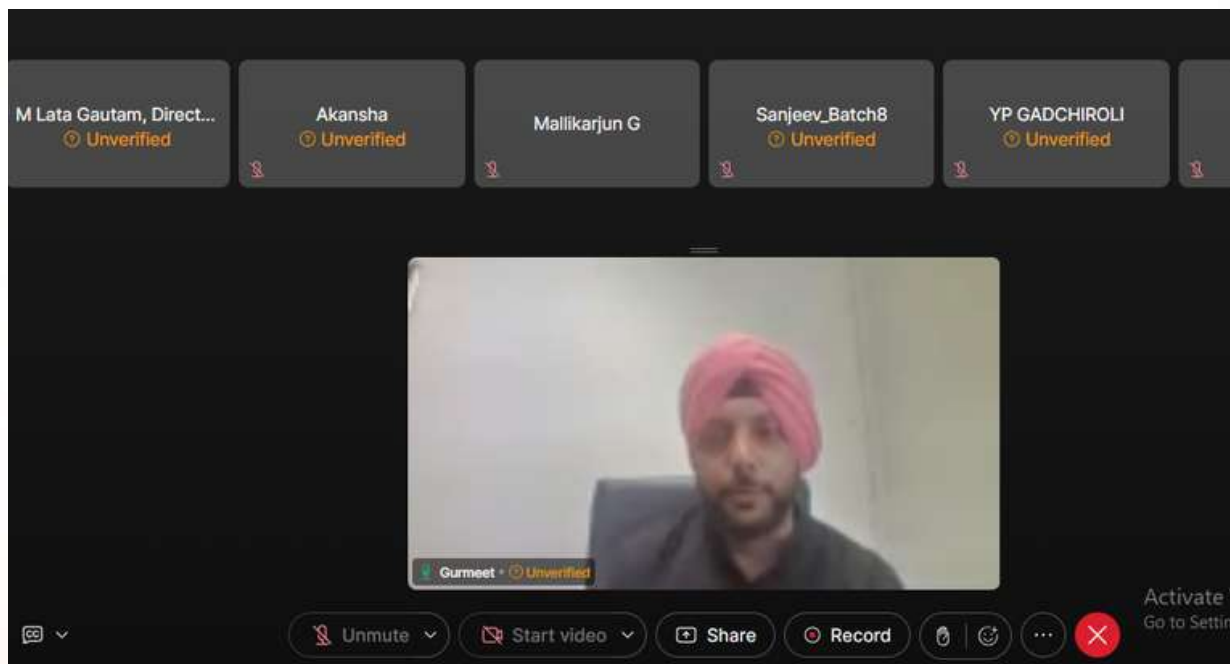 M Lata Gautam, Direct...
Unverified
Akansha
Unverified
Mallikarjun G
Sanjeev_Batch8
Unverified
YP GADCHIROLI
Unverified
Gurmeet • Unverified
CC
Unmute
Start video
Share
Record
Activate
Go to Settin